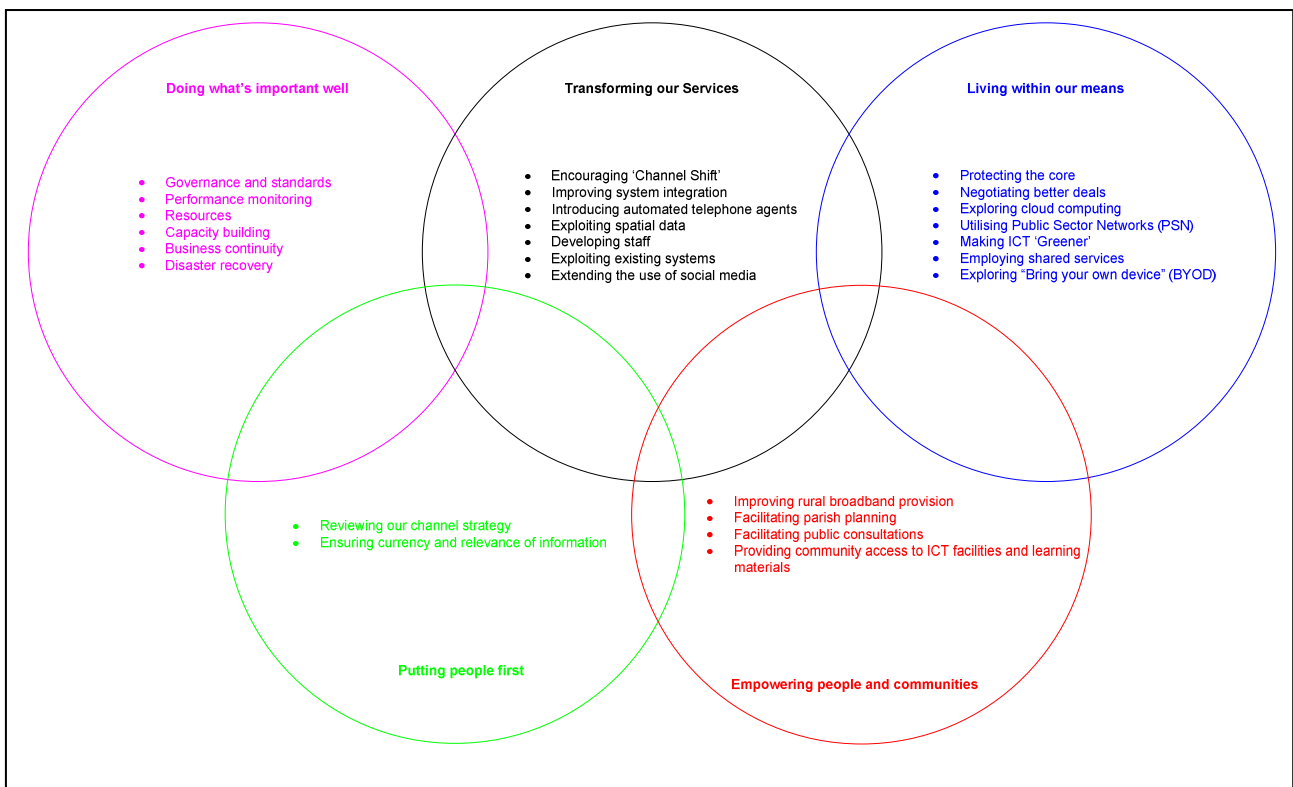 Doing what's important well
• Governance and standards
• Performance monitoring
• Resources
• Capacity building
• Business continuity
• Disaster recovery
Transforming our Services
• Encouraging ‘Channel Shift’
• Improving system integration
• Introducing automated telephone agents
• Exploiting spatial data
• Developing staff
• Exploiting existing systems
• Extending the use of social media
Living within our means
• Protecting the core
• Negotiating better deals
• Exploring cloud computing
• Utilising Public Sector Networks (PSN)
• Making ICT ‘Greener’
• Employing shared services
• Exploring “Bring your own device” (BYOD)
• Reviewing our channel strategy
• Ensuring currency and relevance of information
Putting people first
• Improving rural broadband provision
• Facilitating parish planning
• Facilitating public consultations
• Providing community access to ICT facilities and learning
materials
Empowering people and communities